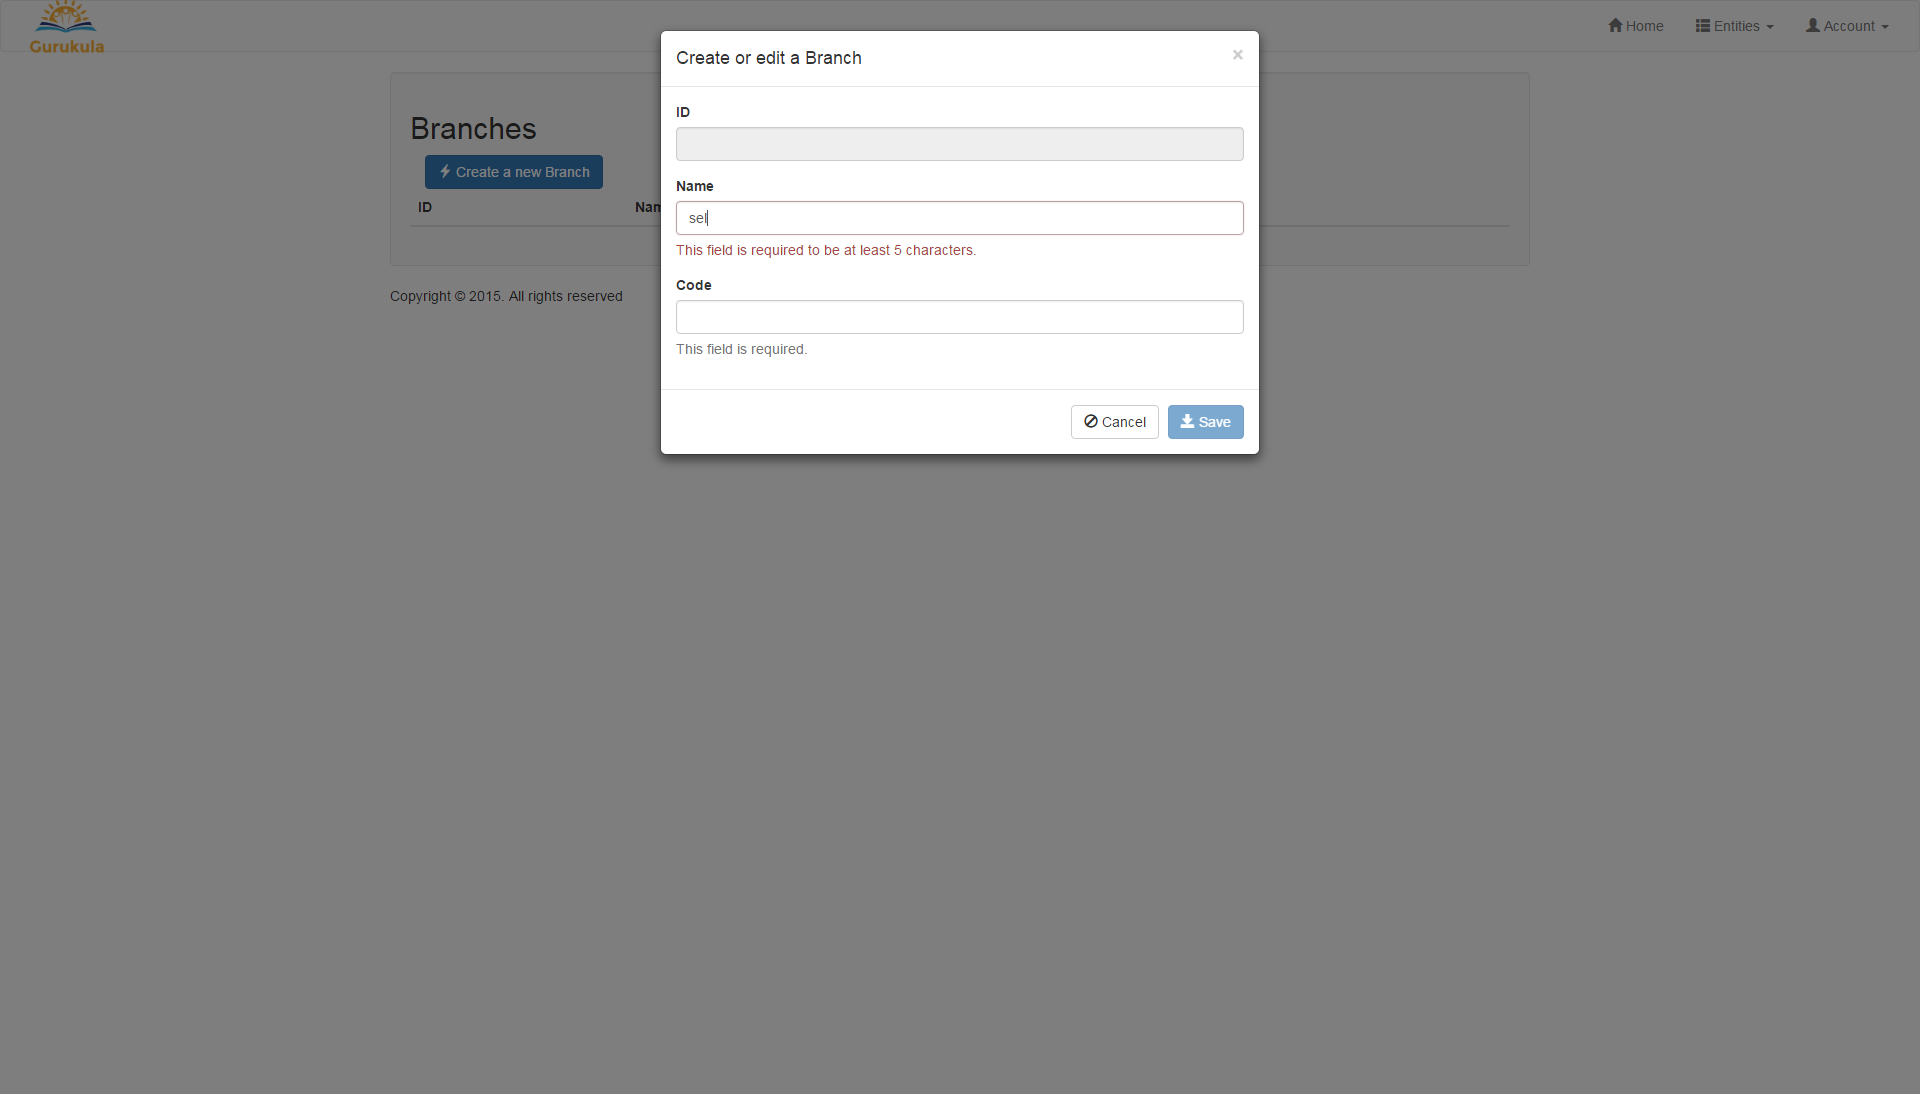 Gurukula
Home
Entities
Account
Create or edit a Branch
×
ID
Name
sel
This field is required to be at least 5 characters.
Code
This field is required.
Cancel
Save
Branches
Create a new Branch
ID
Copyright © 2015. All rights reserved